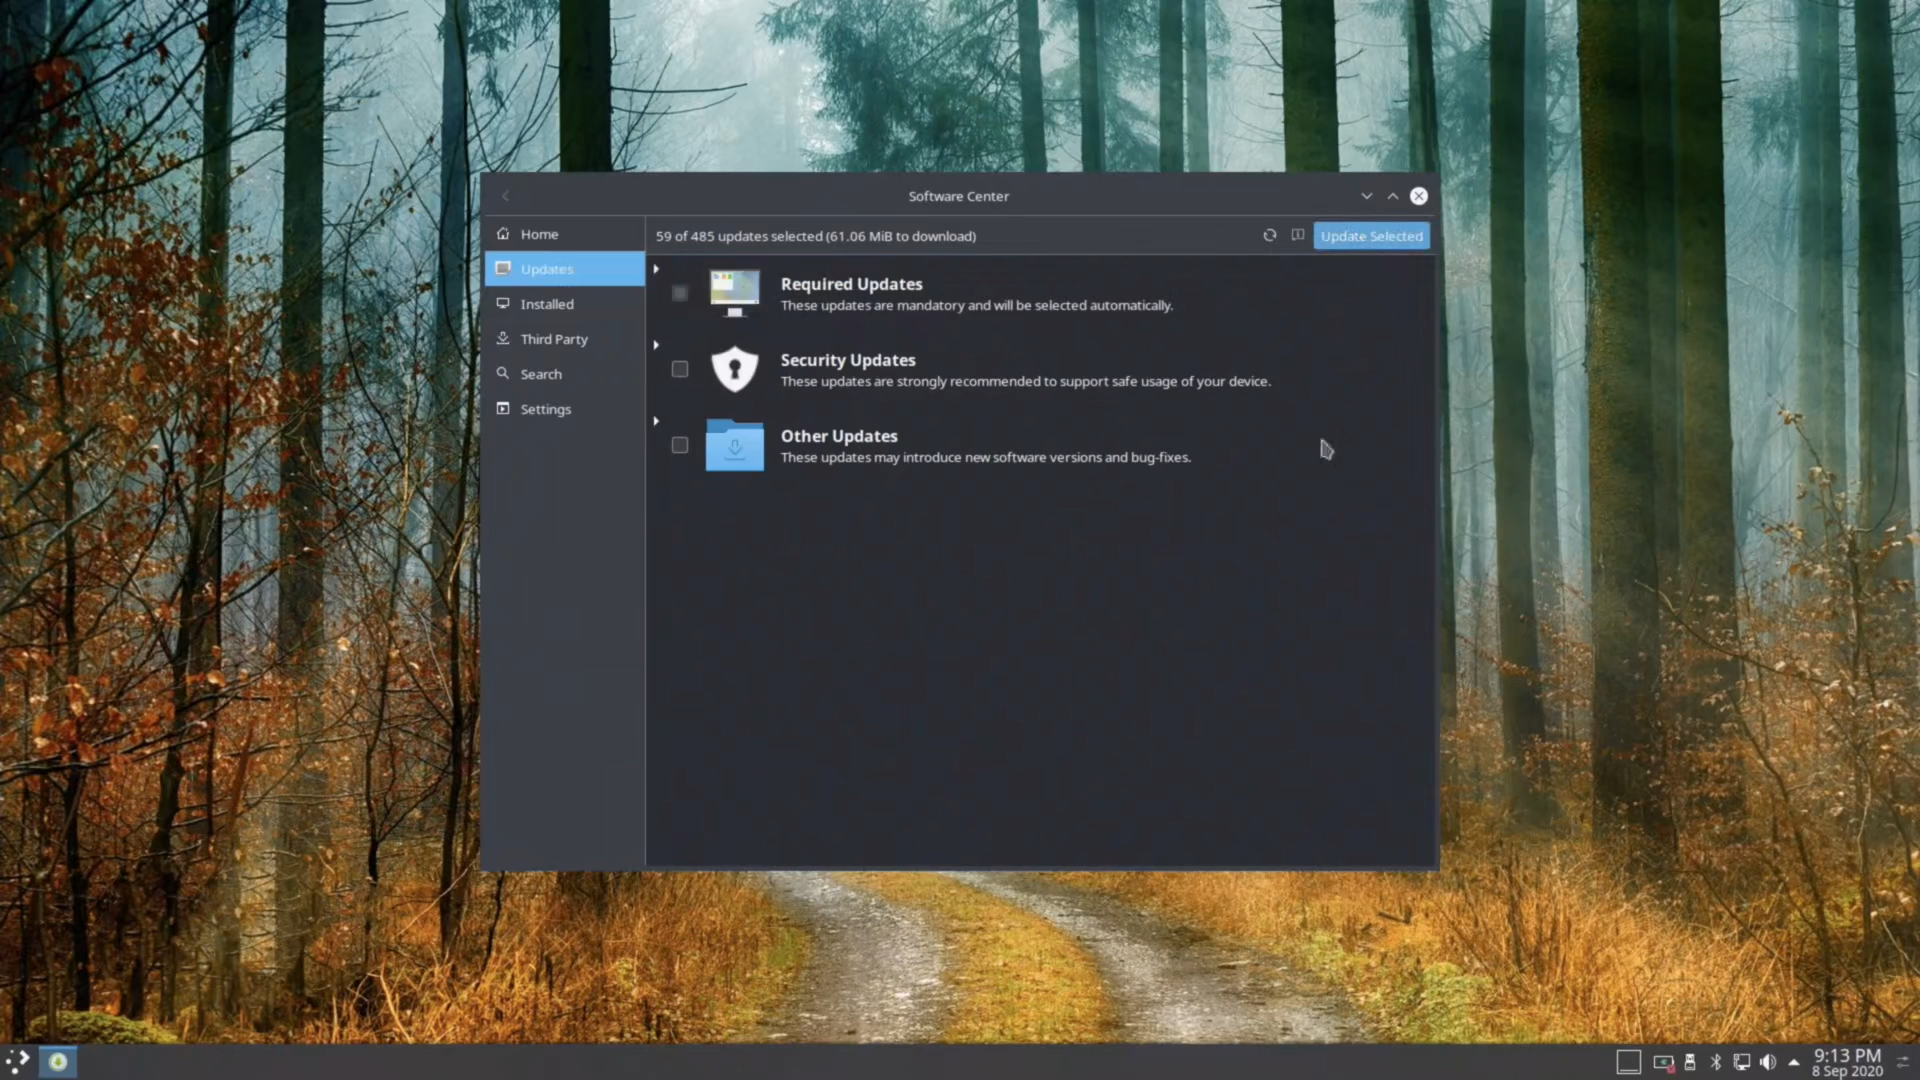 Software Center
Home
Updates
Installed
Third Party
Search
Settings
59 of 485 updates selected (61.06 MiB to download)
Update Selected
Required Updates
These updates are mandatory and will be selected automatically.
Security Updates
These updates are strongly recommended to support safe usage of your device.
Other Updates
These updates may introduce new software versions and bug-fixes.
9:13 PM
8 Sep 2020